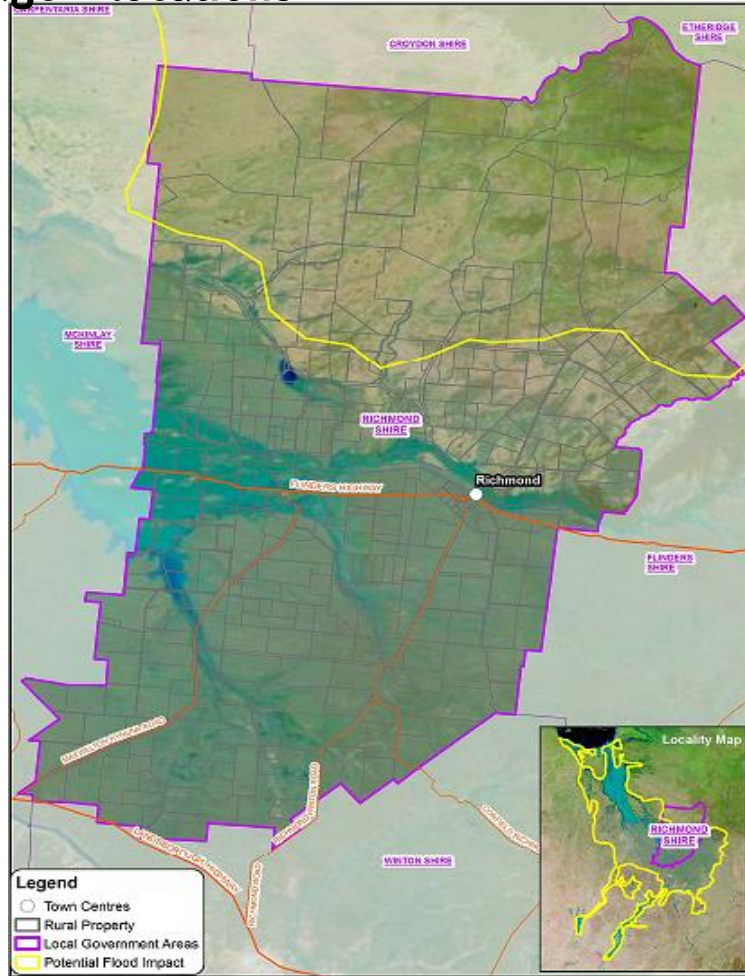 CARPENTARIA SHIRE
CROYDON SHIRE
ETHERIDGE
SHIRE
MCKINLAY
SHIRE
RICHMOND
SHIRE
Richmond
FLINDERS HIGHWAY
FLINDERS
SHIRE
WINTON SHIRE
Locality Map
RICHMOND
SHIRE
Legend
Town Centres
Rural Property
Local Government Areas
Potential Flood Impact